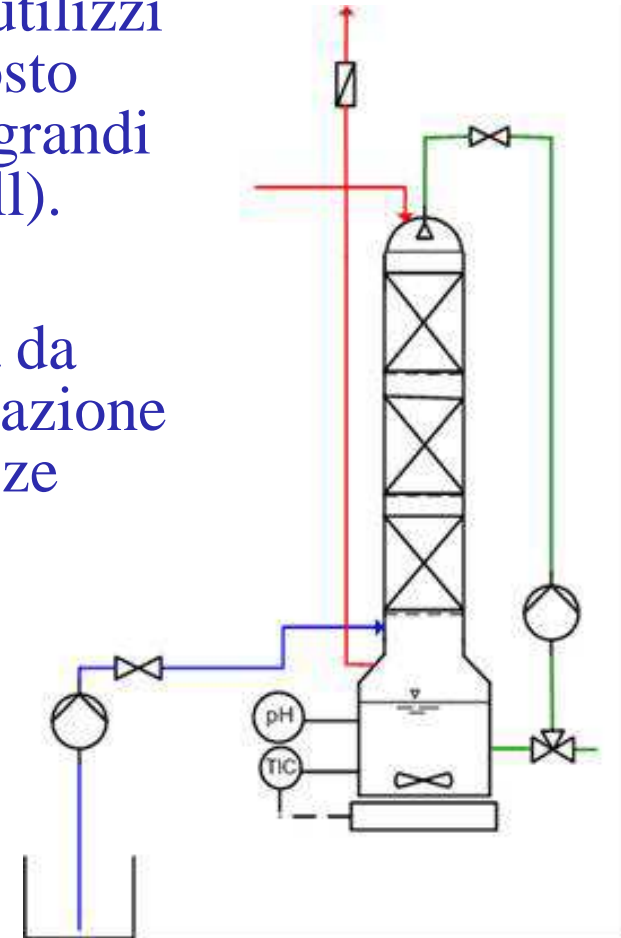 utilizzi
osto
grandi
ll).
da
azione
ze
pH
TIC